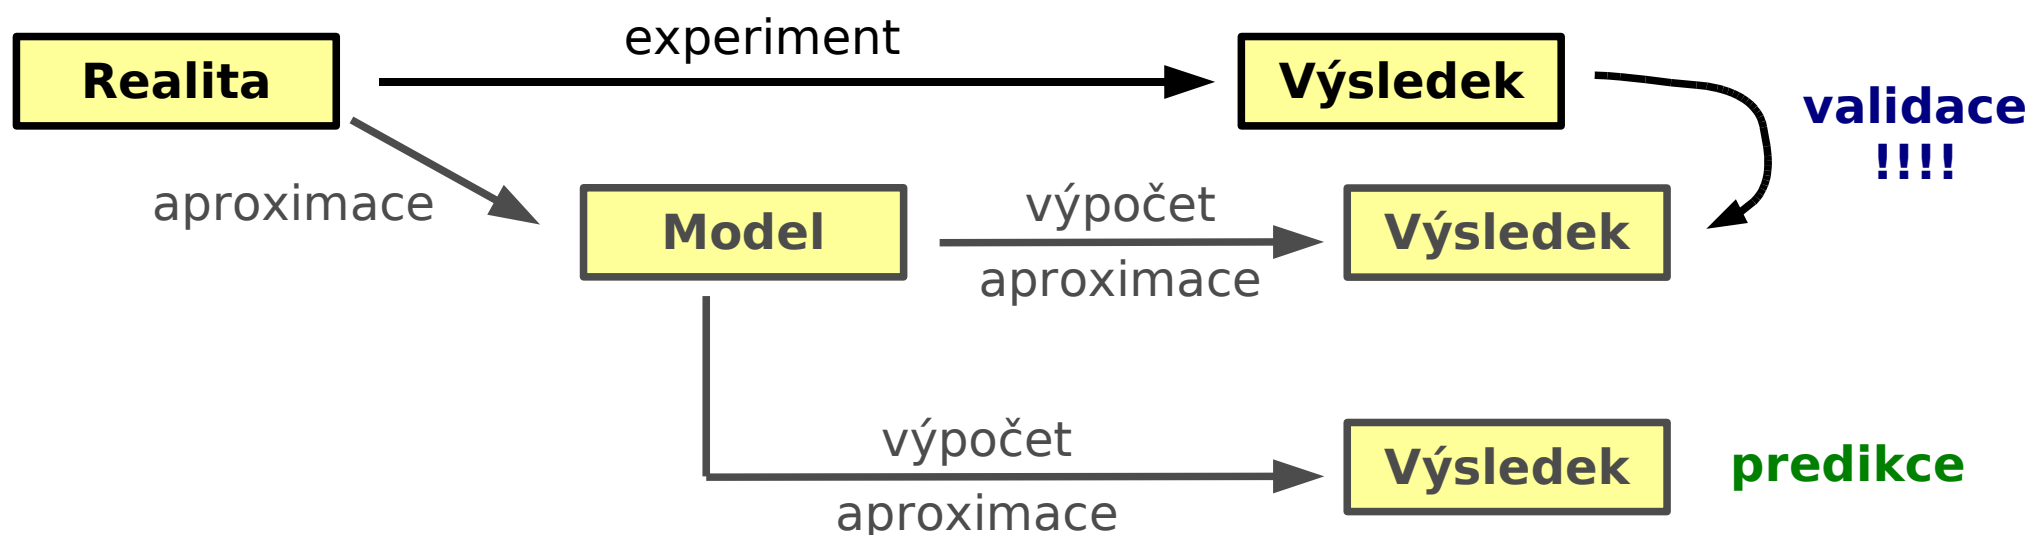 experiment
Realita
Výsledek
validace
!!!!
aproximace
Model
výpočet
aproximace
Výsledek
výpočet
aproximace
Výsledek
predikce